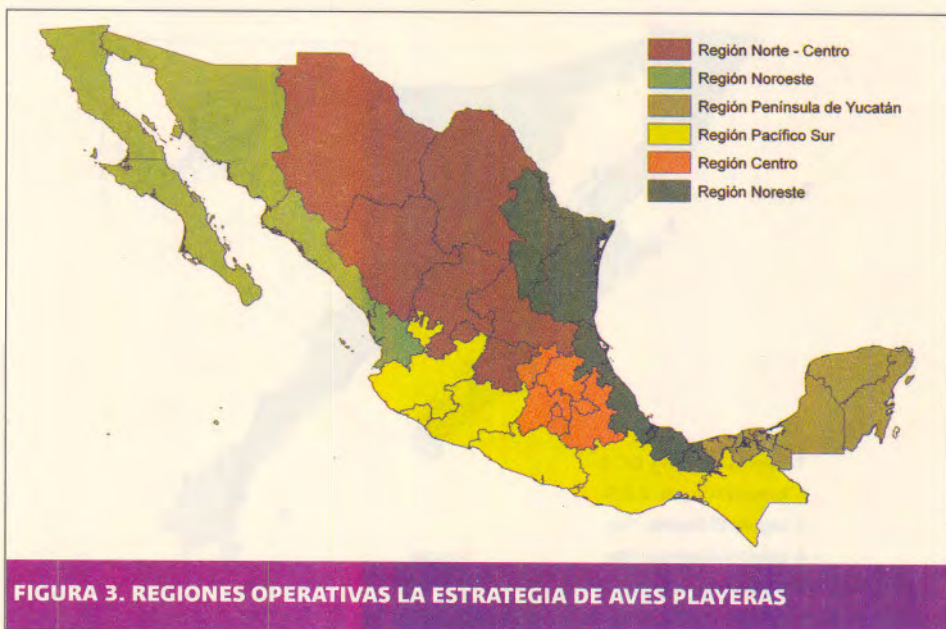 Región Norte - Centro
Región Noroeste
Región Península de Yucatán
Región Pacífico Sur
Región Centro
Región Noreste
FIGURA 3. REGIONES OPERATIVAS LA ESTRATEGIA DE AVES PLAYERAS